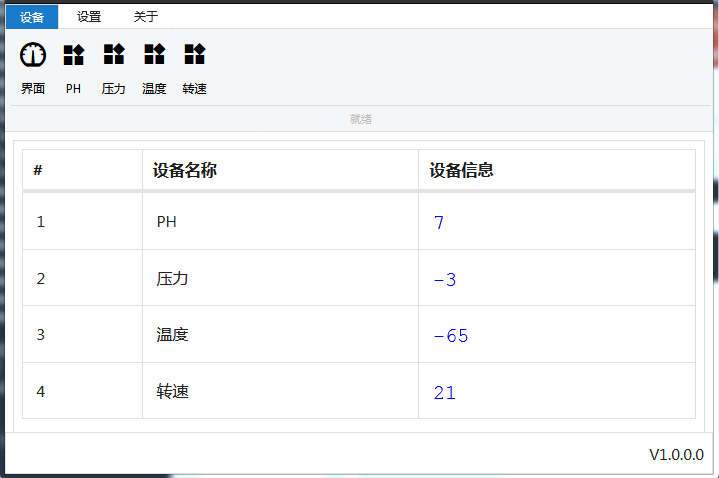 设备 设置 关于
界面 PH 压力 温度 转速
就绪
# 设备名称 设备信息
1 PH 7
2 压力 -3
3 温度 -65
4 转速 21
V1.0.0.0